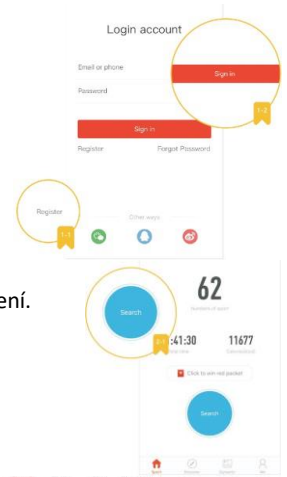 Login account
Email or phone
Sign in
Password
1-2
Sign in
Register
Forgot Password
Register
Other ways
1-1
ení.
62
Search
2-1
:41:30
11677
Click to win red packet
Search